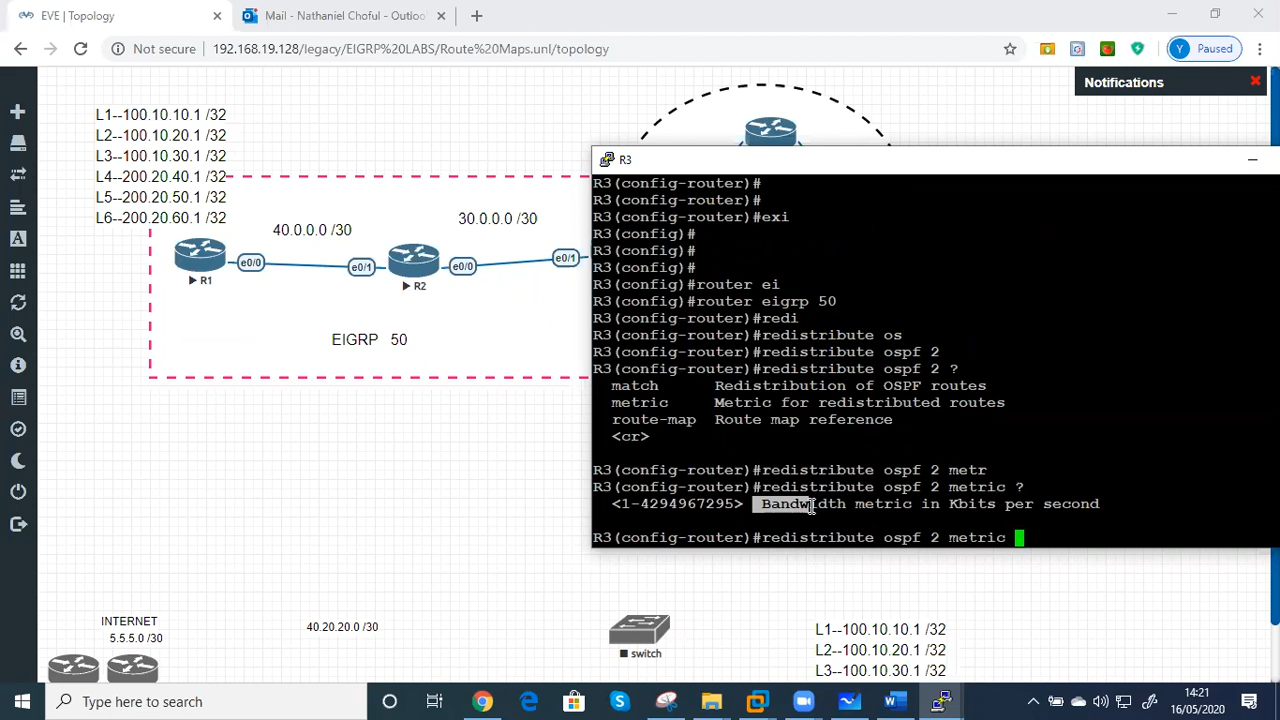 EVE | Topology
Mail - Nathaniel Choful - Outloo
Not secure
192.168.19.128/legacy/EIGRP%20LABS/Route%20Maps.unl/topology
Y
Paused
Notifications
L1--100.10.10.1 /32
L2--100.10.20.1 /32
L3--100.10.30.1 /32
L4--200.20.40.1 /32
L5--200.20.50.1 /32
L6--200.20.60.1 /32
40.0.0.0 /30
30.0.0.0 /30
e0/0
e0/1
e0/0
e0/1
R1
R2
EIGRP 50
R3
R3(config-router)#
R3(config-router)#
R3(config-router)#exi
R3(config)#
R3(config)#
R3(config)#
R3(config)#router ei
R3(config)#router eigrp 50
R3(config-router)#redi
R3(config-router)#redistribute os
R3(config-router)#redistribute ospf 2
R3(config-router)#redistribute ospf 2 ?
match Redistribution of OSPF routes
metric Metric for redistributed routes
route-map Route map reference
<cr>
R3(config-router)#redistribute ospf 2 metr
R3(config-router)#redistribute ospf 2 metric ?
<1-4294967295> Bandwidth metric in Kbits per second
R3(config-router)#redistribute ospf 2 metric
INTERNET
5.5.5.0 /30
40.20.20.0 /30
switch
L1--100.10.10.1 /32
L2--100.10.20.1 /32
L3--100.10.30.1 /32
Type here to search
14:21
16/05/2020